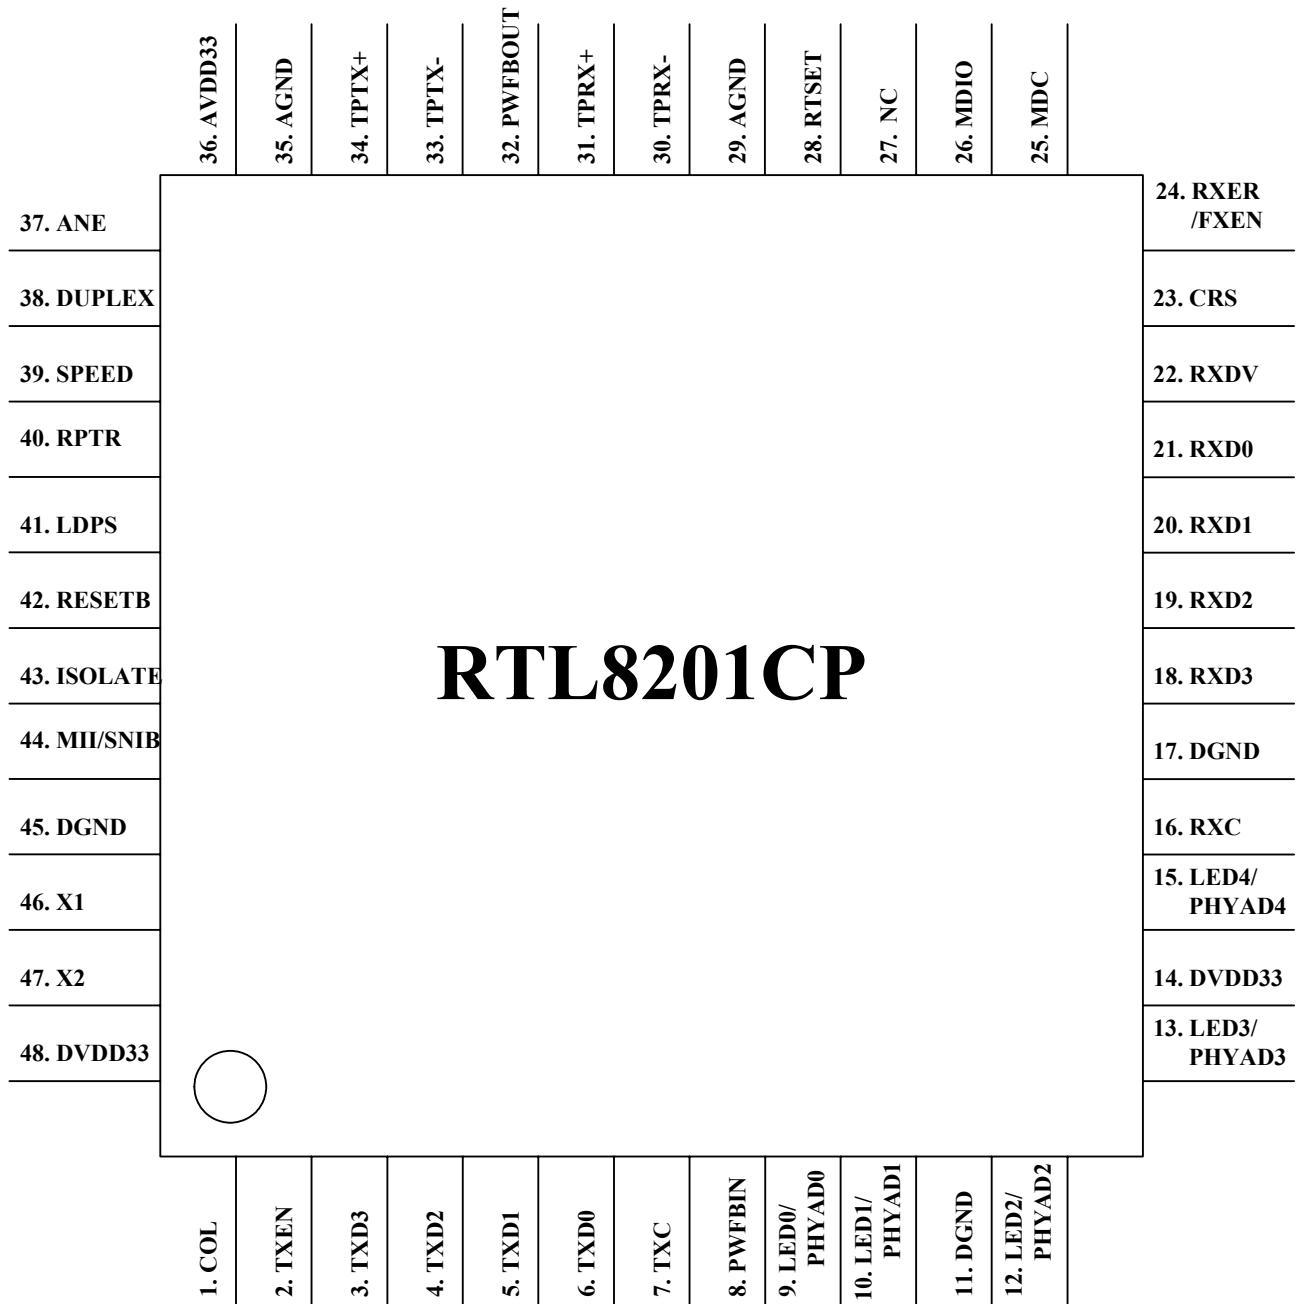 36. AVDD33
35. AGND
34. TPTX+
33. TPTX-
32. PWFBOUT
31. TPRX+
30. TPRX-
29. AGND
28. RTSET
27. NC
26. MDIO
25. MDC
37. ANE
38. DUPLEX
39. SPEED
40. RPTR
41. LDPS
42. RESETB
43. ISOLATE
44. MII/SNIB
45. DGND
46. X1
47. X2
48. DVDD33
RTL8201CP
24. RXER
/FXEN
23. CRS
22. RXDV
21. RXD0
20. RXD1
19. RXD2
18. RXD3
17. DGND
16. RXC
15. LED4/
PHYAD4
14. DVDD33
13. LED3/
PHYAD3
1. COL
2. TXEN
3. TXD3
4. TXD2
5. TXD1
6. TXD0
7. TXC
8. PWFBIN
9. LED0/
PHYAD0
10. LED1/
PHYAD1
11. DGND
12. LED2/
PHYAD2